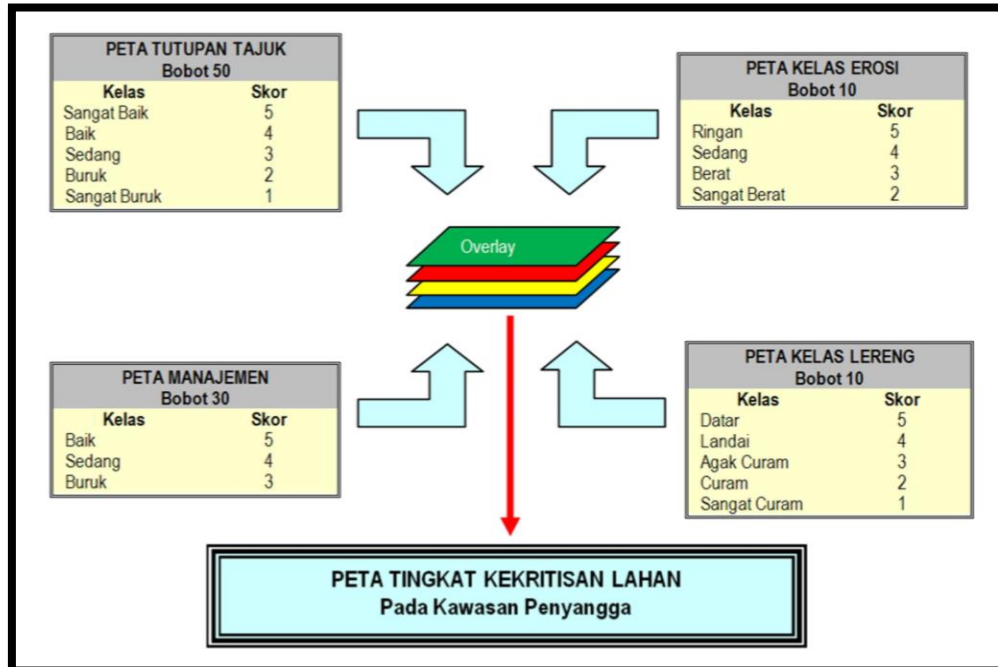 PETA TUTUPAN TAJUK
Bobot 50
Kelas Skor
Sangat Baik 5
Baik 4
Sedang 3
Buruk 2
Sangat Buruk 1
PETA KELAS EROSI
Bobot 10
Kelas Skor
Ringan 5
Sedang 4
Berat 3
Sangat Berat 2
Overlay
PETA MANAJEMEN
Bobot 30
Kelas Skor
Baik 5
Sedang 4
Buruk 3
PETA KELAS LERENG
Bobot 10
Kelas Skor
Datar 5
Landai 4
Agak Curam 3
Curam 2
Sangat Curam 1
PETA TINGKAT KEKRITISAN LAHAN
Pada Kawasan Penyangga